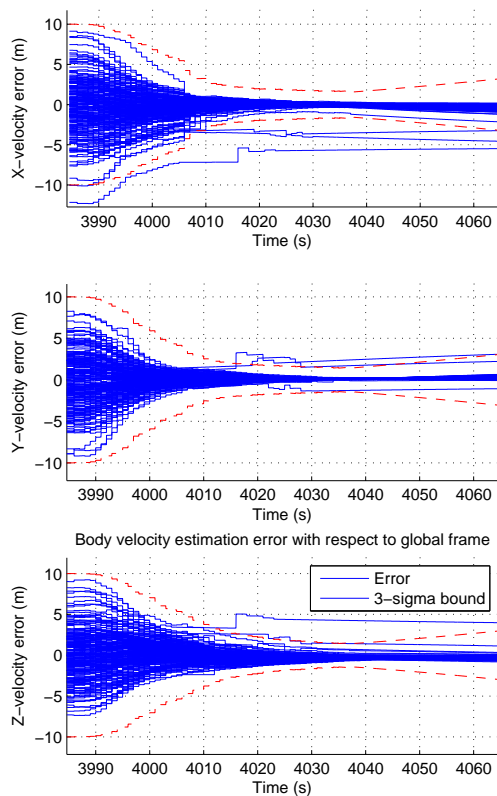 10
5
0
−5
−10
X−velocity error (m)
3990 4000 4010 4020 4030 4040 4050 4060
Time (s)
10
5
0
−5
−10
Y−velocity error (m)
3990 4000 4010 4020 4030 4040 4050 4060
Time (s)
Body velocity estimation error with respect to global frame
10
5
0
−5
−10
Z−velocity error (m)
Error
3−sigma bound
3990 4000 4010 4020 4030 4040 4050 4060
Time (s)